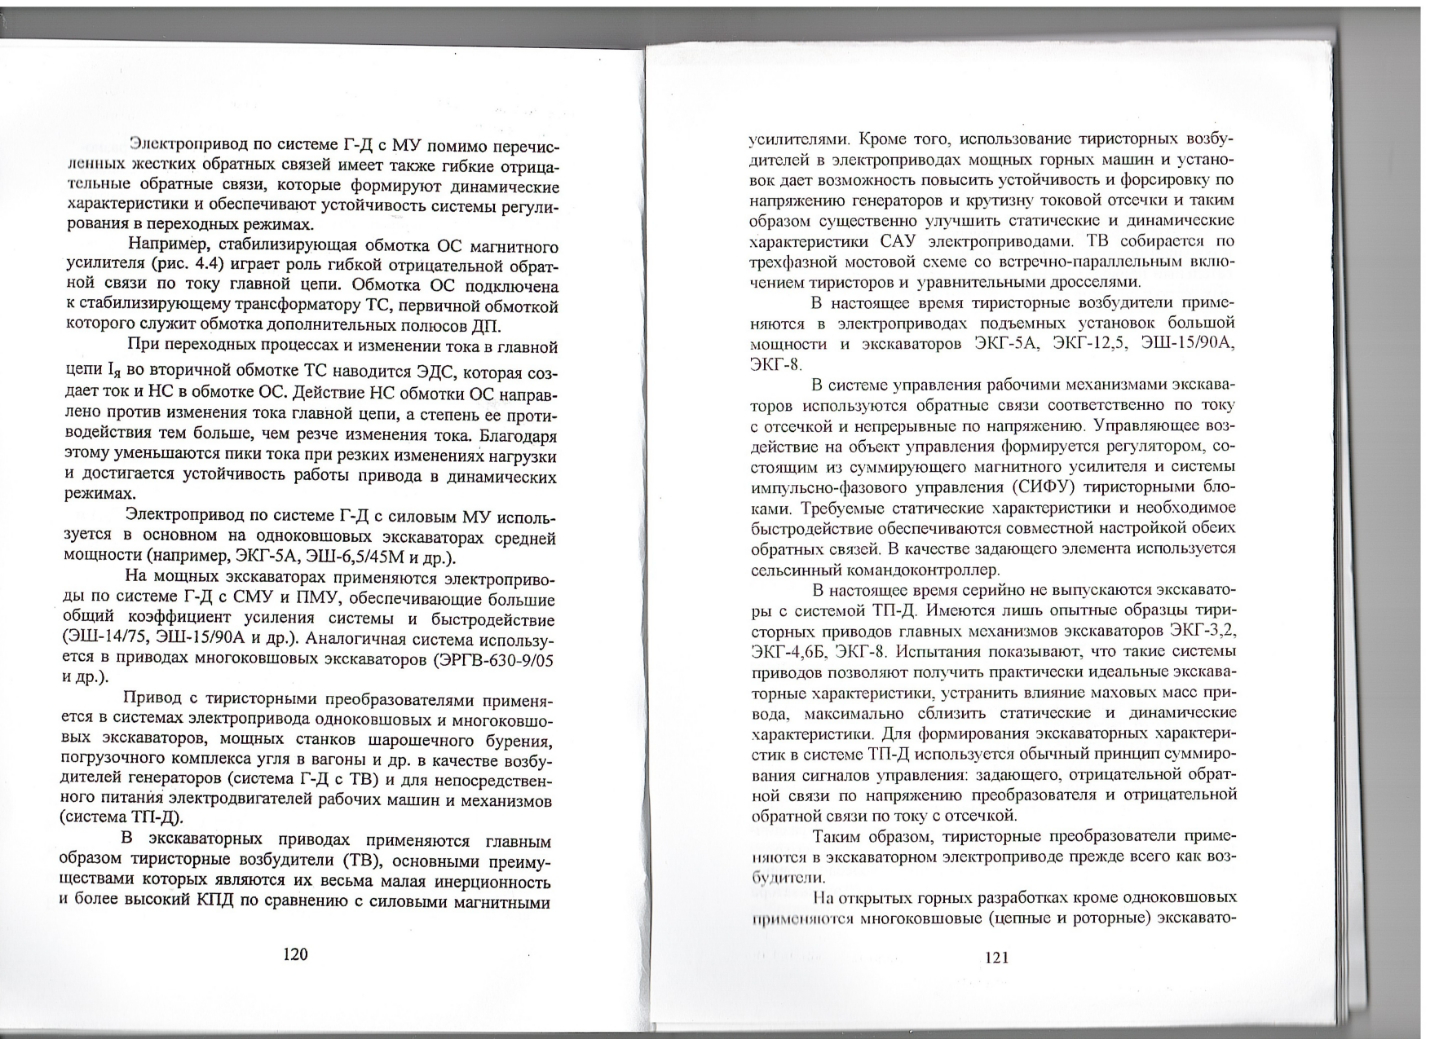 Электропривод по системе Г-Д с МУ помимо перечис-
ленных жестких обратных связей имеет также гибкие отрица-
тельные обратные связи, которые формируют динамические
характеристики и обеспечивают устойчивость системы регули-
рования в переходных режимах.
Например, стабилизирующая обмотка ОС магнитного
усилителя (рис. 4.4) играет роль гибкой отрицательной обрат-
ной связи по току главной цепи. Обмотка ОС подключена
к стабилизирующему трансформатору ТС, первичной обмоткой
которого служит обмотка дополнительных полюсов ДП.
При переходных процессах и изменении тока в главной
цепи Iя во вторичной обмотке ТС наводится ЭДС, которая соз-
дает ток и НС в обмотке ОС. Действие НС обмотки ОС направ-
лено против изменения тока главной цепи, а степень ее проти-
водействия тем больше, чем резче изменения тока. Благодаря
этому уменьшаются пики тока при резких изменениях нагрузки
и достигается устойчивость работы привода в динамических
режимах.
Электропривод по системе Г-Д с силовым МУ исполь-
зуется в основном на одноковшовых экскаваторах средней
мощности (например, ЭКГ-5А, ЭШ-6,5/45М и др.).
На мощных экскаваторах применяются электроприво-
ды по системе Г-Д с СМУ и ПМУ, обеспечивающие большие
общий коэффициент усиления системы и быстродействие
(ЭШ-14/75, ЭШ-15/90А и др.). Аналогичная система использу-
ется в приводах многоковшовых экскаваторов (ЭРГВ-630-9/05
и др.).
Привод с тиристорными преобразователями применя-
ется в системах электропривода одноковшовых и многоковшо-
вых экскаваторов, мощных станков шарошечного бурения,
погрузочного комплекса угля в вагоны и др. в качестве возбу-
дителей генераторов (система Г-Д с ТВ) и для непосредствен-
ного питания электродвигателей рабочих машин и механизмов
(система ТП-Д).
В экскаваторных приводах применяются главным
образом тиристорные возбудители (ТВ), основными преиму-
ществами которых являются их весьма малая инерционность
и более высокий КПД по сравнению с силовыми магнитными
120
усилителями. Кроме того, использование тиристорных возбу-
дителей в электроприводах мощных горных машин и устано-
вок дает возможность повысить устойчивость и форсировку по
напряжению генераторов и крутизну токовой отсечки и таким
образом существенно улучшить статические и динамические
характеристики САУ электроприводами. ТВ собирается по
трехфазной мостовой схеме со встречно-параллельным вклю-
чением тиристоров и уравнительными дросселями.
В настоящее время тиристорные возбудители приме-
няются в электроприводах подъемных установок большой
мощности и экскаваторов ЭКГ-5А, ЭКГ-12,5, ЭШ-15/90А,
ЭКГ-8.
В системе управления рабочими механизмами экскава-
торов используются обратные связи соответственно по току
с отсечкой и непрерывные по напряжению. Управляющее воз-
действие на объект управления формируется регулятором, со-
стоящим из суммирующего магнитного усилителя и системы
импульсно-фазового управления (СИФУ) тиристорными бло-
ками. Требуемые статические характеристики и необходимое
быстродействие обеспечиваются совместной настройкой обеих
обратных связей. В качестве задающего элемента используется
сельсинный командоконтроллер.
В настоящее время серийно не выпускаются экскавато-
ры с системой ТП-Д. Имеются лишь опытные образцы тири-
сторных приводов главных механизмов экскаваторов ЭКГ-3,2,
ЭКГ-4,6Б, ЭКГ-8. Испытания показывают, что такие системы
приводов позволяют получить практически идеальные экскава-
торные характеристики, устранить влияние маховых масс при-
вода, максимально сблизить статические и динамические
характеристики. Для формирования экскаваторных характери-
стик в системе ТП-Д используется обычный принцип суммиро-
вания сигналов управления: задающего, отрицательной обрат-
ной связи по напряжению преобразователя и отрицательной
обратной связи по току с отсечкой.
Таким образом, тиристорные преобразователи приме-
няются в экскаваторном электроприводе прежде всего как воз-
будители.
На открытых горных разработках кроме одноковшовых
применяются многоковшовые (цепные и роторные) экскавато-
121